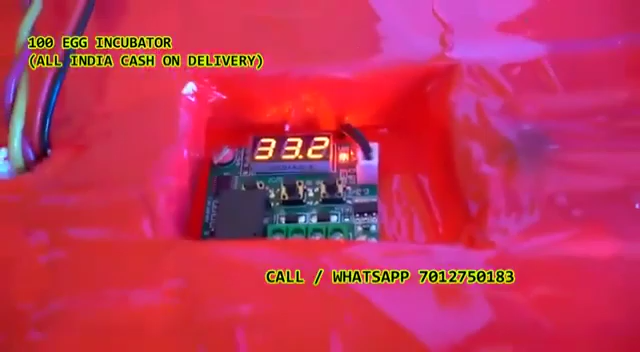 100 EGG INCUBATOR
(ALL INDIA CASH ON DELIVERY)
33.2
CALL / WHATSAPP 7012750183